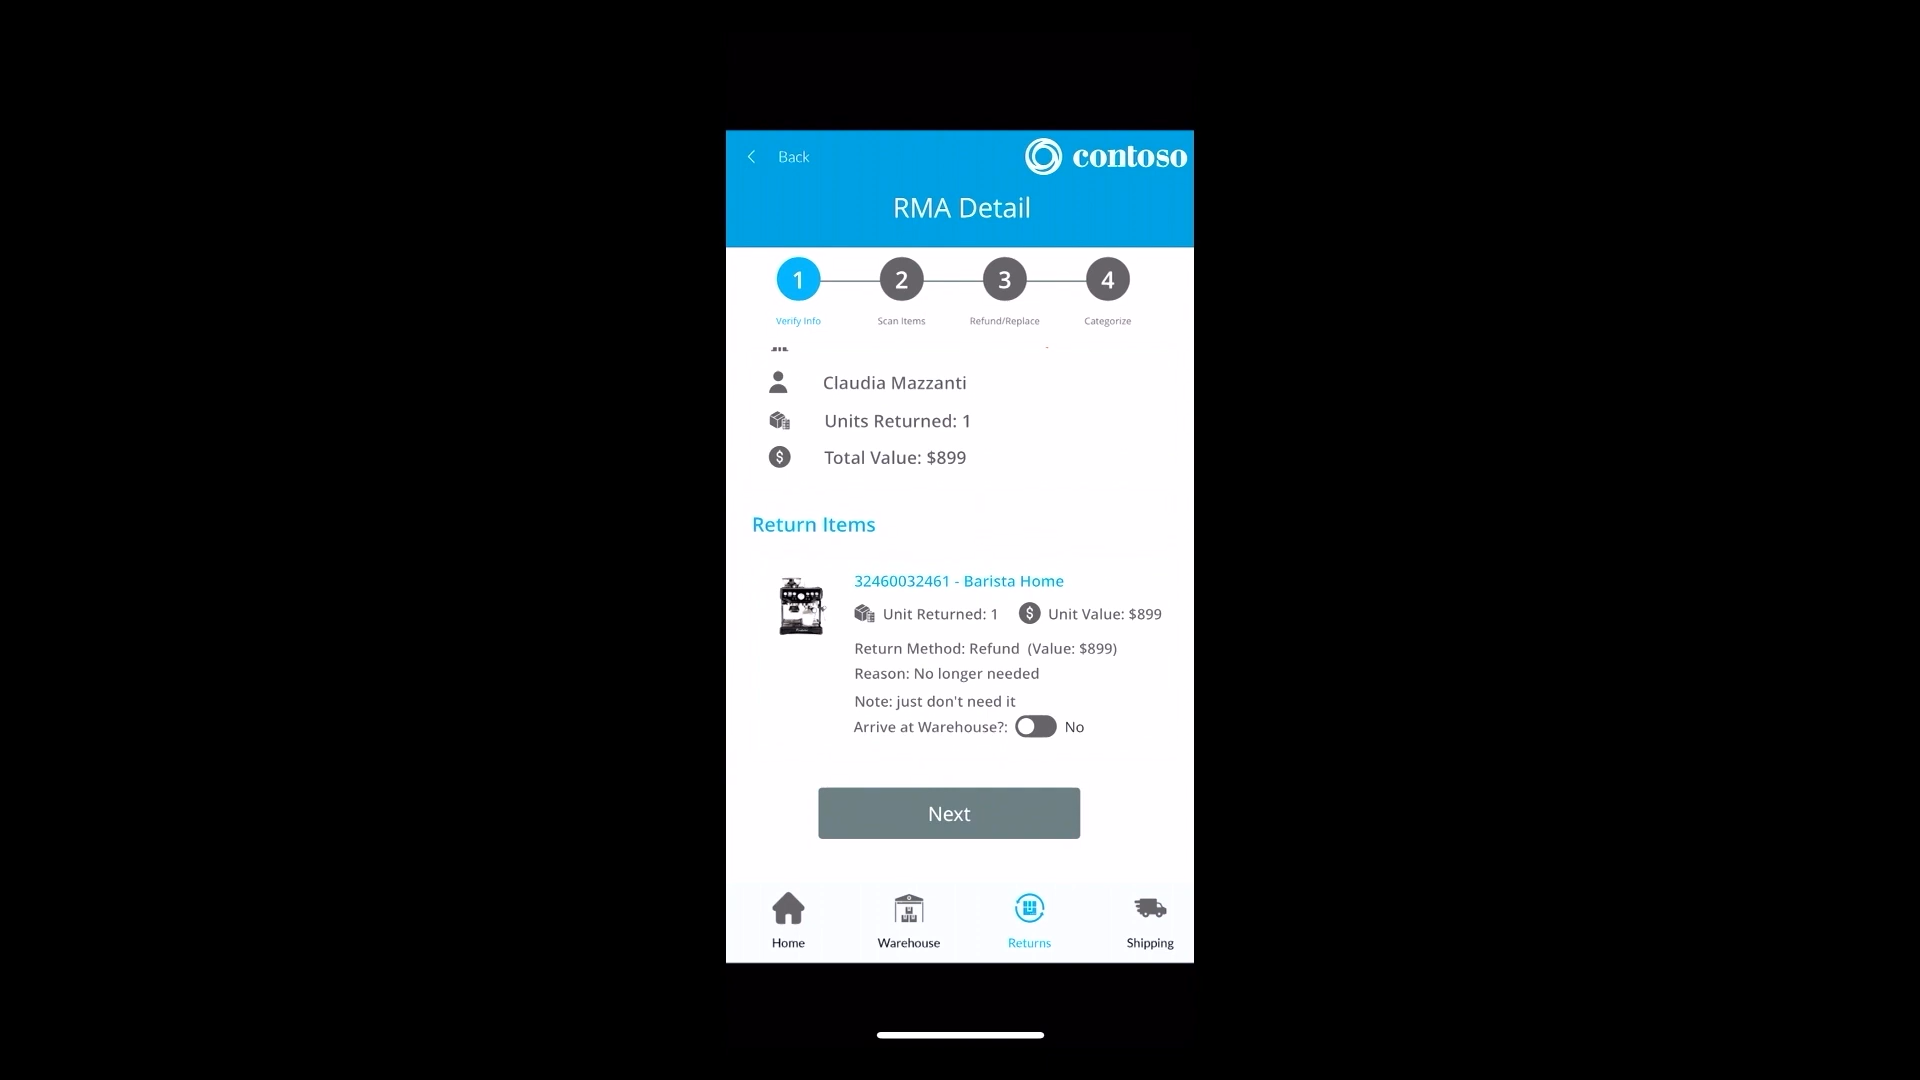 Back
contoso
RMA Detail
1
2
3
4
Verify Info
Scan Items
Refund/Replace
Categorize
Claudia Mazzanti
Units Returned: 1
$
Total Value: $899
Return Items
32460032461 - Barista Home
Unit Returned: 1
$
Unit Value: $899
Return Method: Refund (Value: $899)
Reason: No longer needed
Note: just don't need it
Arrive at Warehouse?:
No
Next
Home
Warehouse
Returns
Shipping